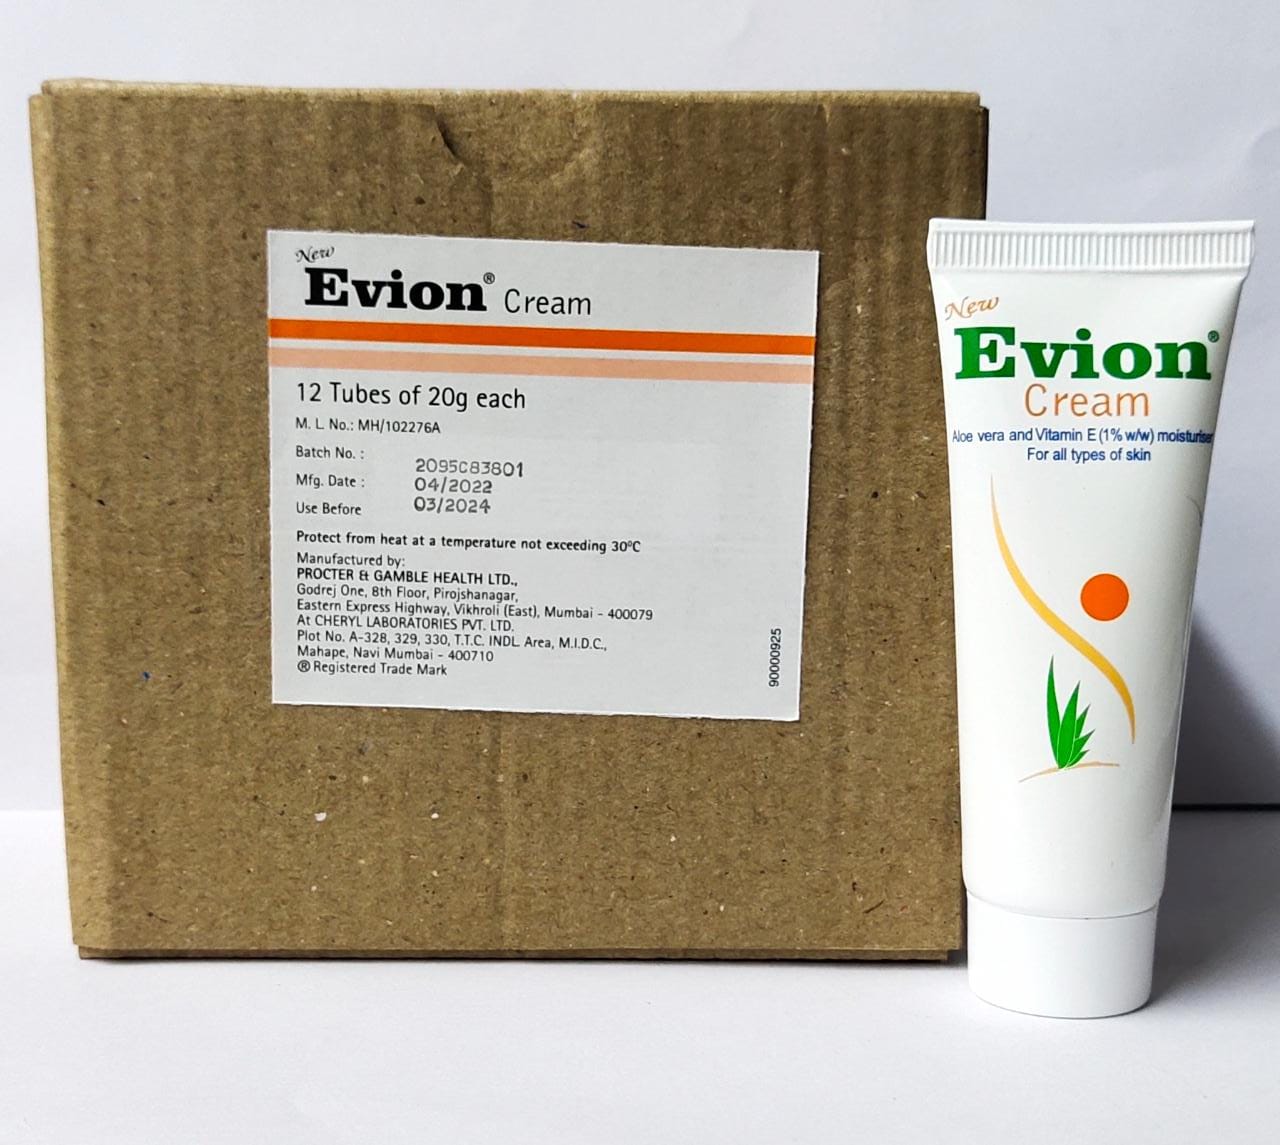 New
Evion® Cream
12 Tubes of 20g each
M. L No.: MH/102276A
Batch No. : 2095C83801
Mfg. Date : 04/2022
Use Before 03/2024
Protect from heat at a temperature not exceeding 30ºC
Manufactured by:
PROCTER & GAMBLE HEALTH LTD.,
Godrej One, 8th Floor, Pirojshanagar,
Eastern Express Highway, Vikhroli (East), Mumbai - 400079
At CHERYL LABORATORIES PVT. LTD.
Plot No. A-328, 329, 330, T.T.C. INDL. Area, M.I.D.C.,
Mahape, Navi Mumbai - 400710
® Registered Trade Mark
90000925
New
Evion®
Cream
Aloe vera and Vitamin E (1% w/w) moisturiser
For all types of skin